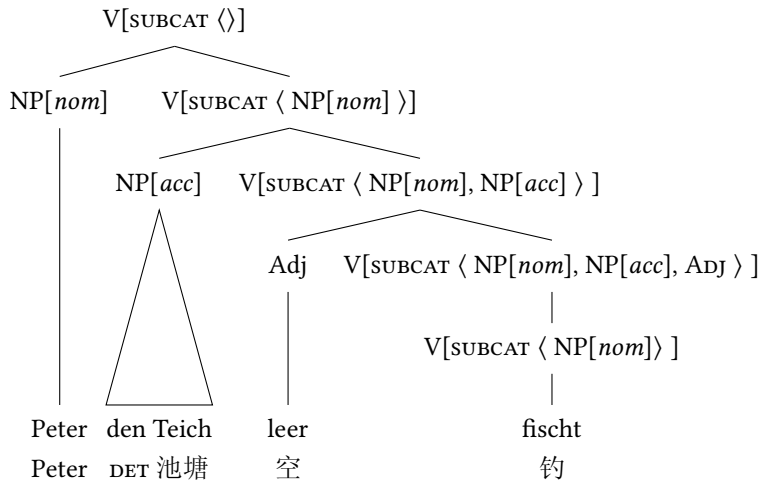 V[SUBCAT ⟨⟩]
NP[nom] V[SUBCAT ⟨ NP[nom] ⟩]
NP[acc] V[SUBCAT ⟨ NP[nom], NP[acc] ⟩ ]
Adj V[SUBCAT ⟨ NP[nom], NP[acc], ADJ ⟩ ]
V[SUBCAT ⟨ NP[nom]⟩ ]
Peter den Teich leer fischt
Peter DET 池塘 空 钓